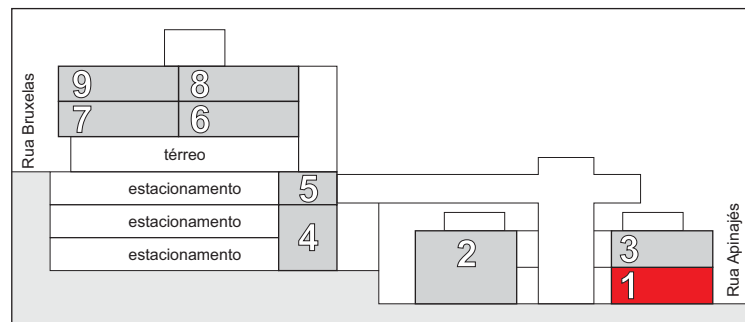 Rua Bruxelas
9
8
7
6
térreo
estacionamento
5
estacionamento
4
estacionamento
2
3
1
Rua Apinajés